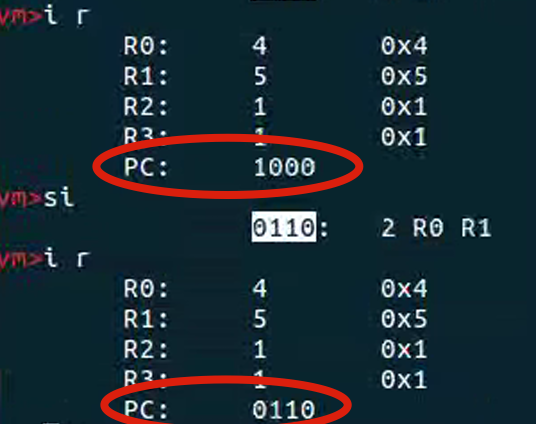 vm>i r
R0: 4 0x4
R1: 5 0x5
R2: 1 0x1
R3: 1 0x1
PC: 1000
vm>si
0110: 2 R0 R1
vm>i r
R0: 4 0x4
R1: 5 0x5
R2: 1 0x1
R3: 1 0x1
PC: 0110